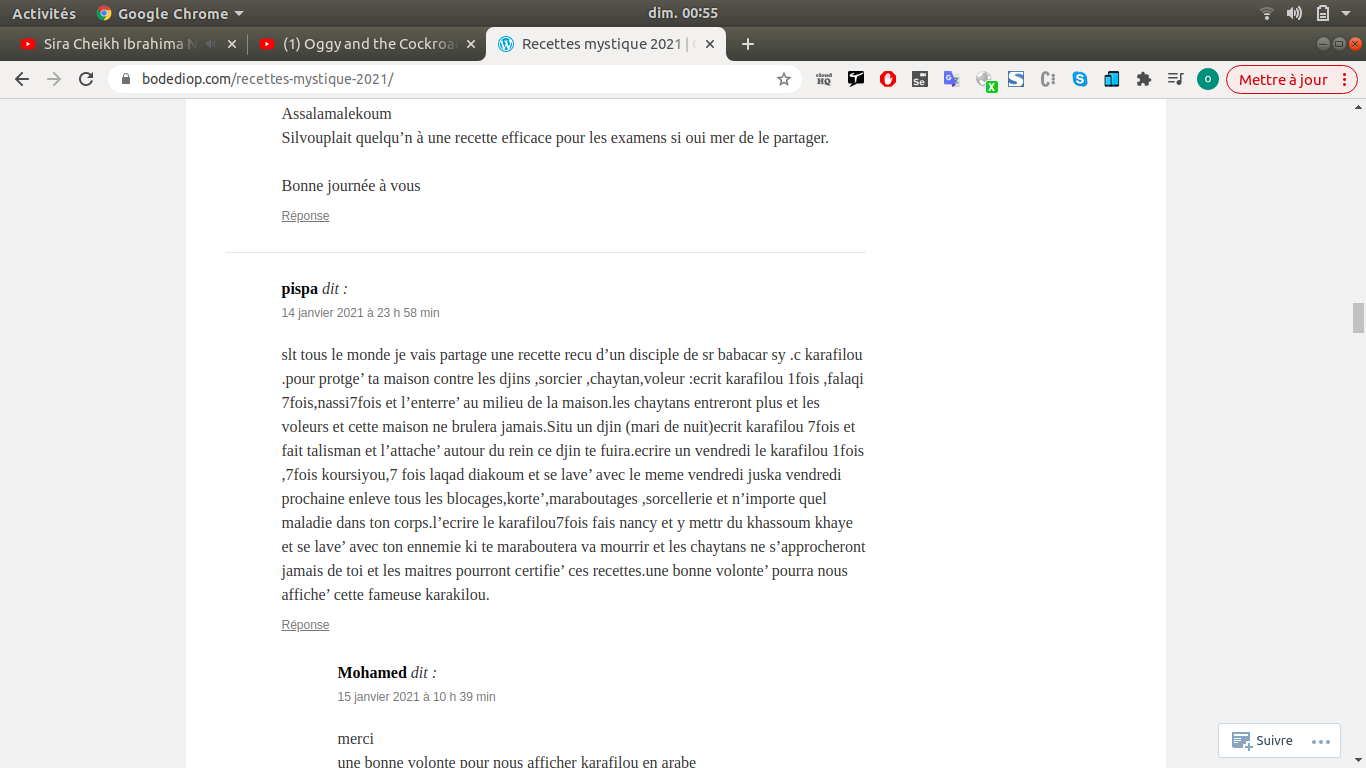 Activités Google Chrome dim. 00:55
Sira Cheikh Ibrahima N (1) Oggy and the Cockroa Recettes mystique 2021 |
bodediop.com/recettes-mystique-2021/ cloud HQ Se X S C O Mettre à jour
Assalamalekoum
Silvouplait quelqu’n à une recette efficace pour les examens si oui mer de le partager.
Bonne journée à vous
Réponse
pispa dit :
14 janvier 2021 à 23 h 58 min
slt tous le monde je vais partage une recette recu d’un disciple de sr babacar sy .c karafilou
.pour protge’ ta maison contre les djins ,sorcier ,chaytan,voleur :ecrit karafilou 1fois ,falaqi
7fois,nassi7fois et l’enterre’ au milieu de la maison.les chaytans entreront plus et les
voleurs et cette maison ne brulera jamais.Situ un djin (mari de nuit)ecrit karafilou 7fois et
fait talisman et l’attache’ autour du rein ce djin te fuira.ecrire un vendredi le karafilou 1fois
,7fois koursiyou,7 fois laqad diakoum et se lave’ avec le meme vendredi juska vendredi
prochaine enleve tous les blocages,korte’,maraboutages ,sorcellerie et n’importe quel
maladie dans ton corps.l’ecrire le karafilou7fois fais nancy et y mettr du khassoum khaye
et se lave’ avec ton ennemie ki te maraboutera va mourrir et les chaytans ne s’approcheront
jamais de toi et les maitres pourront certifie’ ces recettes.une bonne volonte’ pourra nous
affiche’ cette fameuse karakilou.
Réponse
Mohamed dit :
15 janvier 2021 à 10 h 39 min
merci
une bonne volonte pour nous afficher karafilou en arabe
Suivre